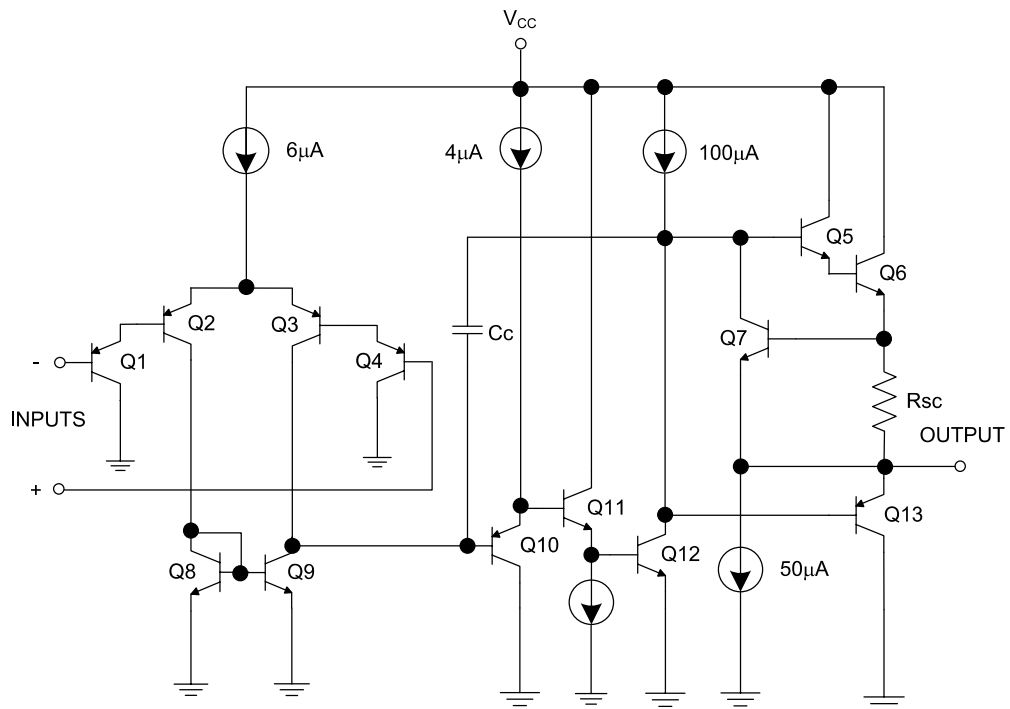 VCC
6μA
4μA
100μA
Q5
Q6
Q2
Q3
Cc
Q7
Q1
Q4
-
Rsc
INPUTS
OUTPUT
+
Q11
Q13
Q10
Q12
Q8
Q9
50μA